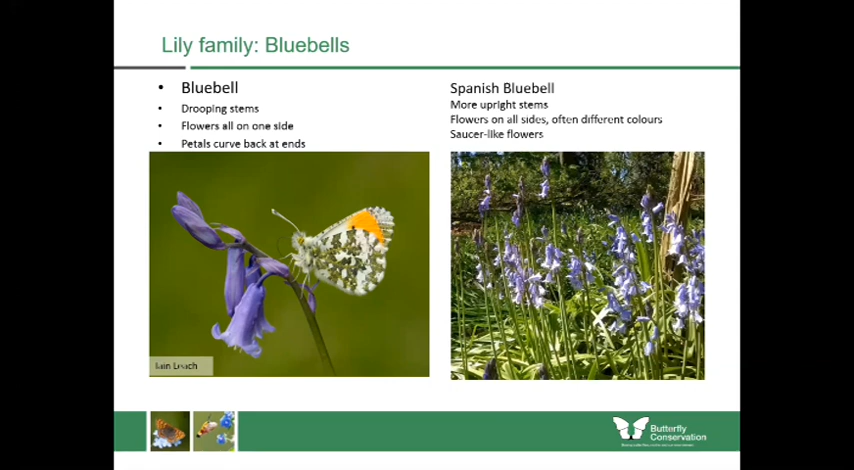 Lily family: Bluebells
• Bluebell
• Drooping stems
• Flowers all on one side
• Petals curve back at ends
Spanish Bluebell
More upright stems
Flowers on all sides, often different colours
Saucer-like flowers
Iain Leach
Butterfly
Conservation